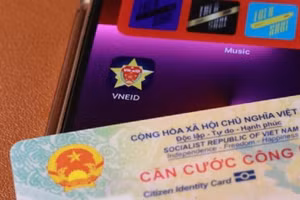 Music
VNEID
CỘNG HÒA XÃ HỘI CHỦ NGHĨA VIỆT
Độc lập - Tự do - Hạnh phúc
SOCIALIST REPUBLIC OF VIET NAM
Independence - Freedom - Happiness
CĂN CƯỚC CÔNG
Citizen Identity Card